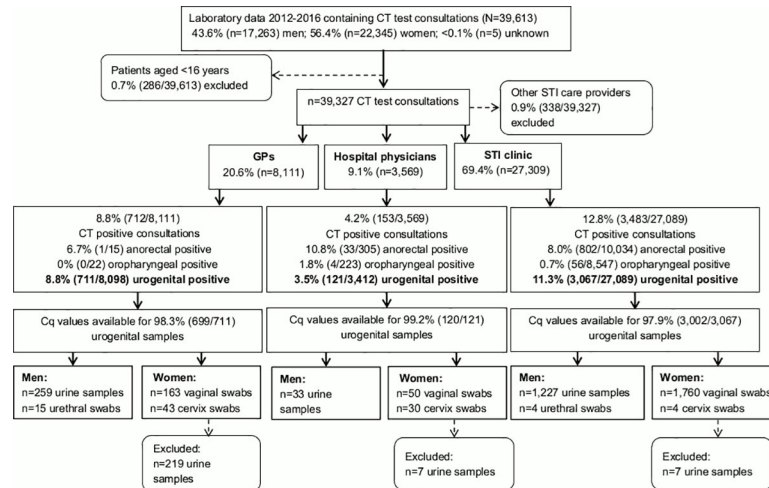 Laboratory data 2012-2016 containing CT test consultations (N=39,613)
43.6% (n=17,263) men; 56.4% (n=22,345) women; <0.1% (n=5) unknown
Patients aged <16 years
0.7% (286/39,613) excluded
n=39,327 CT test consultations
Other STI care providers
0.9% (338/39,327)
excluded
GPs
20.6% (n=8,111)
Hospital physicians
9.1% (n=3,569)
STI clinic
69.4% (n=27,309)
8.8% (712/8,111)
CT positive consultations
6.7% (1/15) anorectal positive
0% (0/22) oropharyngeal positive
8.8% (711/8,098) urogenital positive
4.2% (153/3,569)
CT positive consultations
10.8% (33/305) anorectal positive
1.8% (4/223) oropharyngeal positive
3.5% (121/3,412) urogenital positive
12.8% (3,483/27,089)
CT positive consultations
8.0% (802/10,034) anorectal positive
0.7% (56/8,547) oropharyngeal positive
11.3% (3,067/27,089) urogenital positive
Cq values available for 98.3% (699/711)
urogenital samples
Cq values available for 99.2% (120/121)
urogenital samples
Cq values available for 97.9% (3,002/3,067)
urogenital samples
Men:
n=259 urine samples
n=15 urethral swabs
Women:
n=163 vaginal swabs
n=43 cervix swabs
Men:
n=33 urine
samples
Women:
n=50 vaginal swabs
n=30 cervix swabs
Men:
n=1,227 urine samples
n=4 urethral swabs
Women:
n=1,760 vaginal swabs
n=4 cervix swabs
Excluded:
n=219 urine
samples
Excluded:
n=7 urine samples
Excluded:
n=7 urine samples